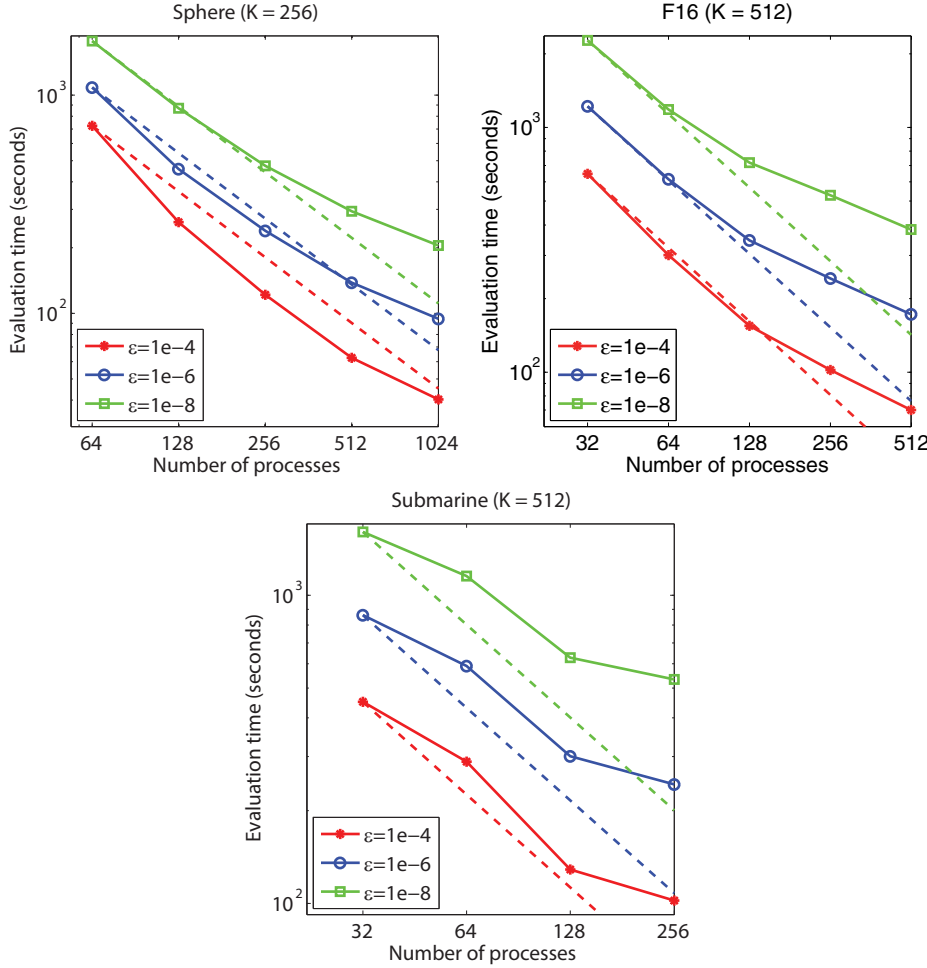 Sphere (K = 256)
Evaluation time (seconds)
10^3
10^2
ε=1e−4
ε=1e−6
ε=1e−8
64 128 256 512 1024
Number of processes
F16 (K = 512)
Evaluation time (seconds)
10^3
10^2
ε=1e−4
ε=1e−6
ε=1e−8
32 64 128 256 512
Number of processes
Submarine (K = 512)
Evaluation time (seconds)
10^3
10^2
ε=1e−4
ε=1e−6
ε=1e−8
32 64 128 256
Number of processes